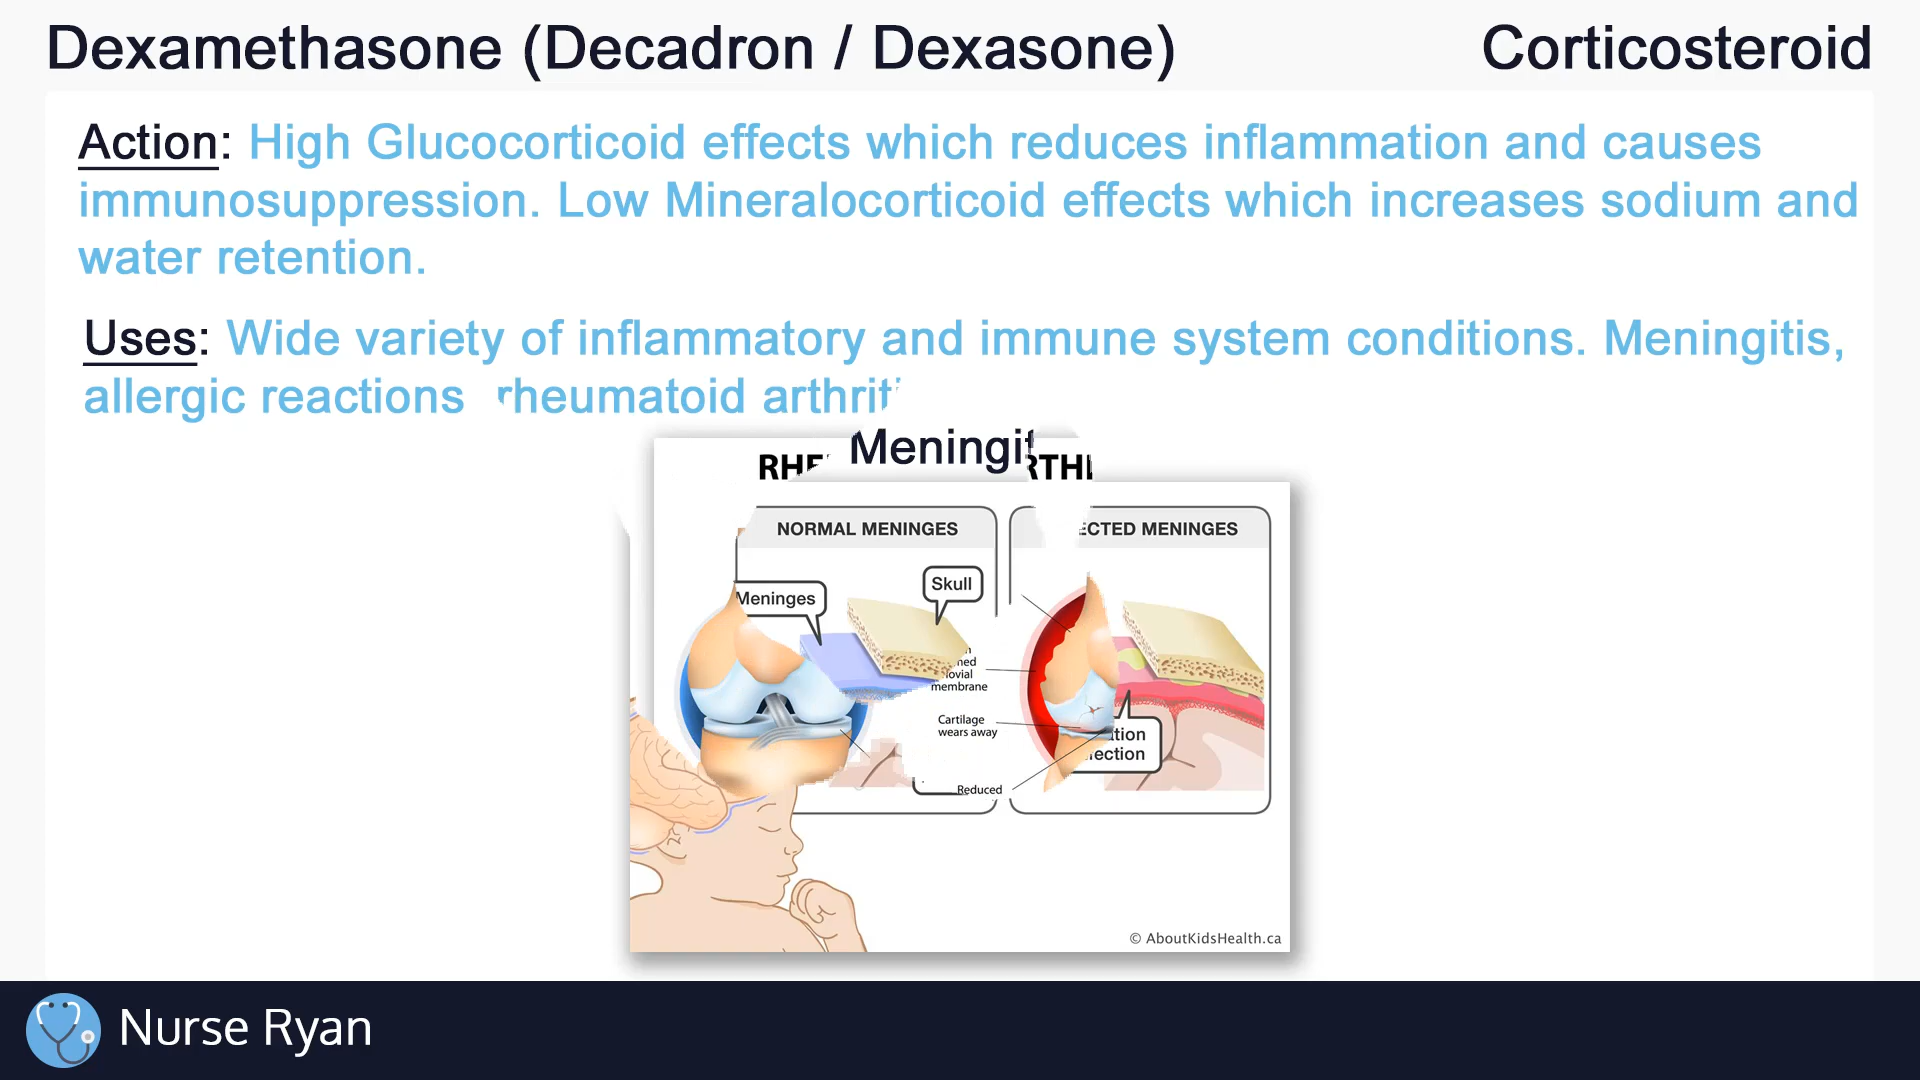 Dexamethasone (Decadron / Dexasone)
Corticosteroid
Action: High Glucocorticoid effects which reduces inflammation and causes
immunosuppression. Low Mineralocorticoid effects which increases sodium and
water retention.
Uses: Wide variety of inflammatory and immune system conditions. Meningitis,
allergic reactions rheumatoid
NORMAL MENINGES
MENINGES
Meninges
Skull
membrane
Cartilage
wears away
Reduced
© AboutKidsHealth.ca
Nurse Ryan